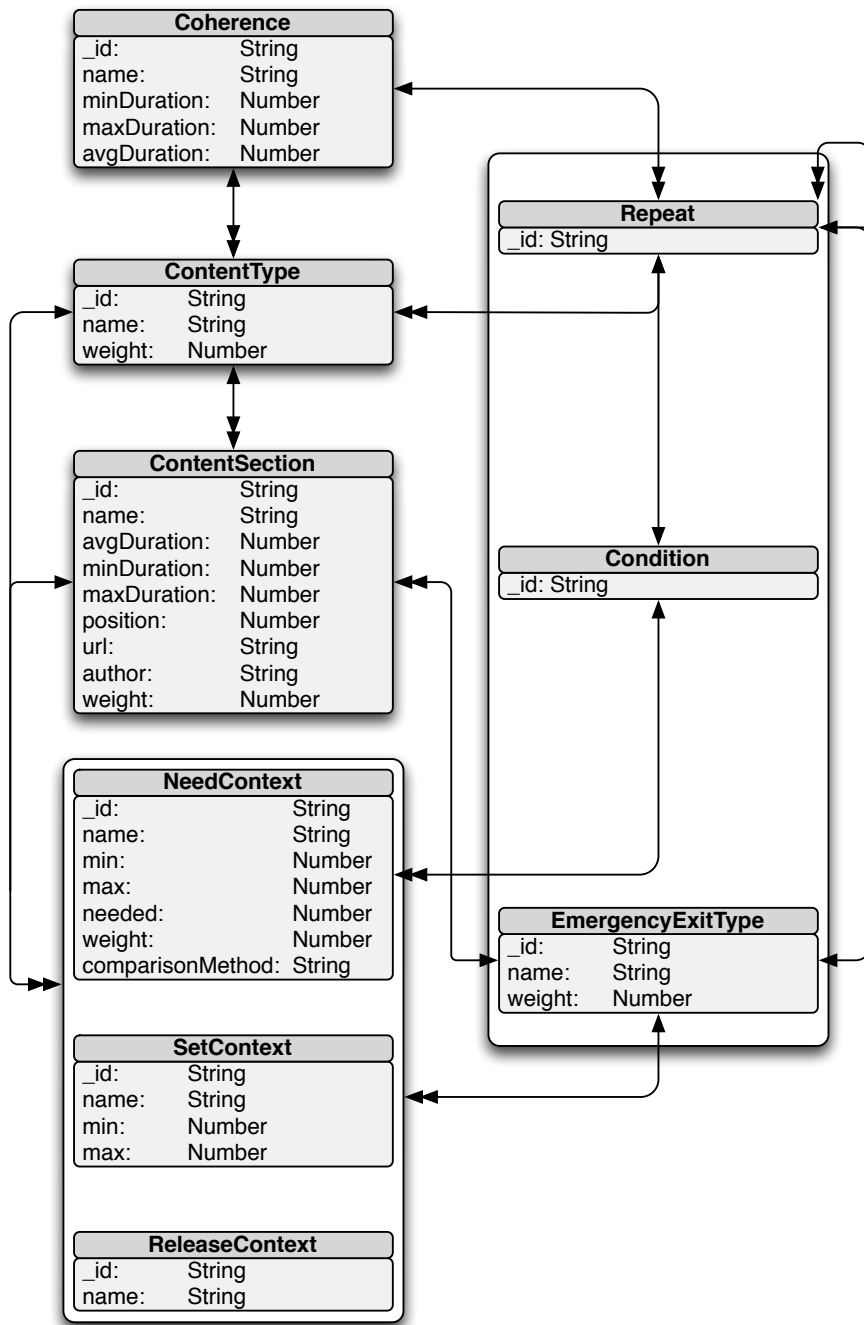 Coherence
_id: String
name: String
minDuration: Number
maxDuration: Number
avgDuration: Number
Repeat
_id: String
ContentType
_id: String
name: String
weight: Number
ContentSection
_id: String
name: String
avgDuration: Number
minDuration: Number
maxDuration: Number
position: Number
url: String
author: String
weight: Number
Condition
_id: String
NeedContext
_id: String
name: String
min: Number
max: Number
needed: Number
weight: Number
comparisonMethod: String
EmergencyExitType
_id: String
name: String
weight: Number
SetContext
_id: String
name: String
min: Number
max: Number
ReleaseContext
_id: String
name: String